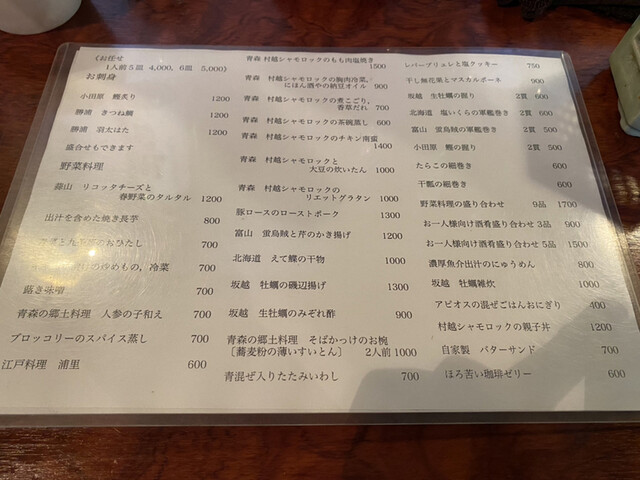 《お任せ
1人前5皿 4,000, 6皿 5,000》
お刺身
小田原 鰹炙り 1200
勝浦 きつね鯛 1200
勝浦 羽太はた 1200
盛合せもできます
野菜料理
蒜山 リコッタチーズと
春野菜のタルタル 1200
出汁を含めた焼き長芋 800
のおひたし 700
の炒めもの, 冷菜 700
蕗き味噌 700
青森の郷土料理 人参の子和え 700
ブロッコリーのスパイス蒸し 700
江戸料理 浦里 600
青森 村越シャモロックのもも肉塩焼き
1500
青森 村越シャモロックの胸肉冷菜,
にほん酒やの納豆オイル 900
青森 村越シャモロックの煮こごり,
香草だれ 700
青森 村越シャモロックの茶碗蒸し 600
青森 村越シャモロックのチキン南蛮
1400
青森 村越シャモロックと
大豆の炊いたん 1000
青森 村越シャモロックの
リエットグラタン 1000
豚ロースのローストポーク 1300
富山 蛍烏賊と芹のかき揚げ 1200
北海道 えて鰈の干物 1000
坂越 牡蠣の磯辺揚げ 1300
坂越 生牡蠣のみぞれ酢 900
青森の郷土料理 そばかっけのお椀
〔蕎麦粉の薄いすいとん〕 2人前 1000
青混ぜ入りたたみいわし 700
レバーブリュレと塩クッキー 750
干し無花果とマスカルポーネ 900
坂越 生牡蠣の握り 2貫 600
北海道 塩いくらの軍艦巻き 2貫 600
富山 蛍烏賊の軍艦巻き 2貫 500
小田原 鰹の握り 2貫 500
たらこの細巻き 600
干瓢の細巻き 600
野菜料理の盛り合わせ 9品 1700
お一人様向け酒肴盛り合わせ 3品 900
お一人様向け酒肴盛り合わせ 5品 1500
濃厚魚介出汁のにゅうめん 800
坂越 牡蠣雑炊 1000
アピオスの混ぜごはんおにぎり 400
村越シャモロックの親子丼 1200
自家製 バターサンド 700
ほろ苦い珈琲ゼリー 600